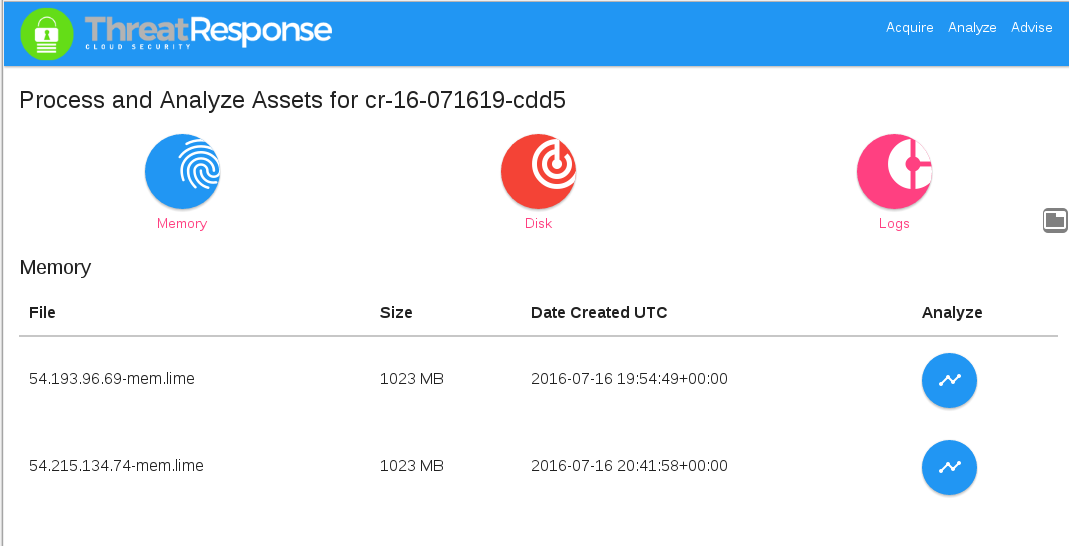 ThreatResponse
CLOUD SECURITY
Acquire Analyze Advise
Process and Analyze Assets for cr-16-071619-cdd5
Memory Disk Logs
Memory
File Size Date Created UTC Analyze
54.193.96.69-mem.lime 1023 MB 2016-07-16 19:54:49+00:00
54.215.134.74-mem.lime 1023 MB 2016-07-16 20:41:58+00:00